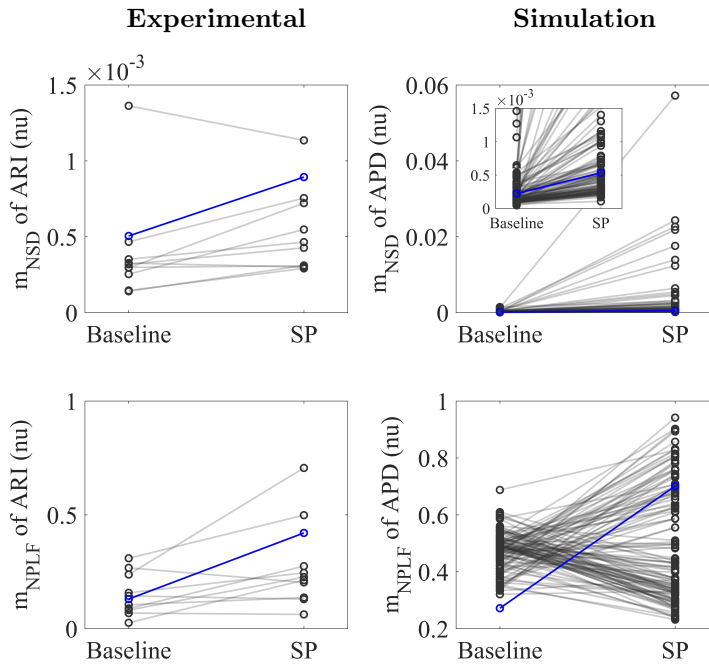 Experimental
Simulation
×10⁻³
1.5
1
0.5
0
m_NSD of ARI (nu)
Baseline
SP
0.06
0.04
0.02
0
m_NSD of APD (nu)
×10⁻³
1.5
1
0.5
0
Baseline
SP
Baseline
SP
1
0.5
0
m_NPLF of ARI (nu)
Baseline
SP
1
0.8
0.6
0.4
0.2
m_NPLF of APD (nu)
Baseline
SP